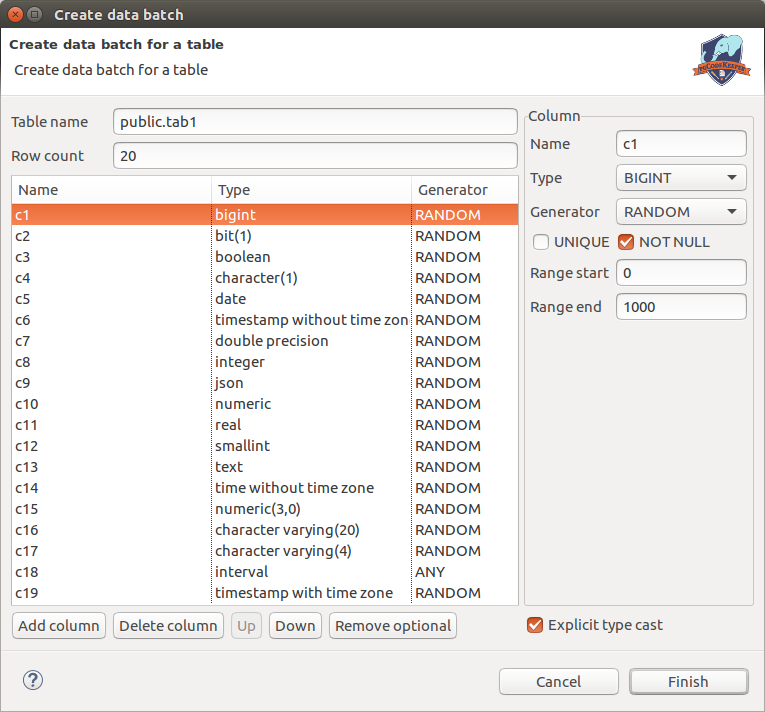 Create data batch
Create data batch for a table
Create data batch for a table
PGCODEKEEPER
Table name public.tab1
Row count 20
Name Type Generator
c1 bigint RANDOM
c2 bit(1) RANDOM
c3 boolean RANDOM
c4 character(1) RANDOM
c5 date RANDOM
c6 timestamp without time zon RANDOM
c7 double precision RANDOM
c8 integer RANDOM
c9 json RANDOM
c10 numeric RANDOM
c11 real RANDOM
c12 smallint RANDOM
c13 text RANDOM
c14 time without time zone RANDOM
c15 numeric(3,0) RANDOM
c16 character varying(20) RANDOM
c17 character varying(4) RANDOM
c18 interval ANY
c19 timestamp with time zone RANDOM
Add column Delete column Up Down Remove optional
Column
Name c1
Type BIGINT
Generator RANDOM
UNIQUE NOT NULL
Range start 0
Range end 1000
Explicit type cast
? Cancel Finish